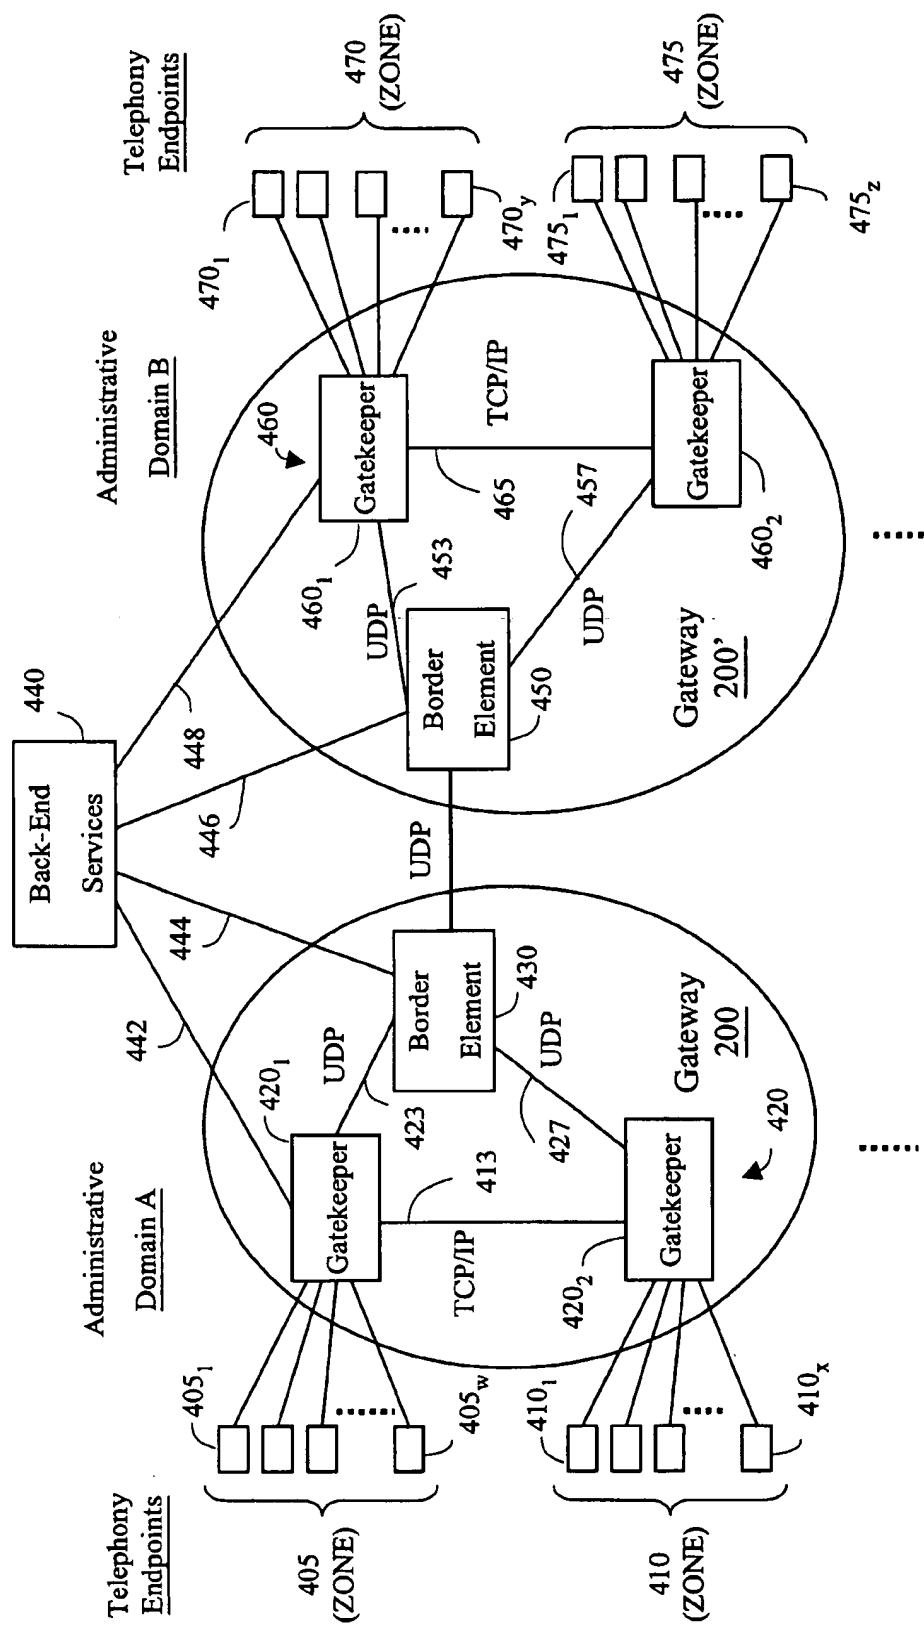 Back-End
Services
440
442
444
446
448
Administrative
Domain A
Administrative
Domain B
Telephony
Endpoints
Telephony
Endpoints
405₁
405w
405
(ZONE)
410₁
410ₓ
410
(ZONE)
Gatekeeper
420₁
UDP
423
TCP/IP
413
Gatekeeper
420₂
420
UDP
427
Border
Element
430
Gateway
200
UDP
Border
Element
450
UDP
453
UDP
457
Gateway
200’
460
Gatekeeper
460₁
TCP/IP
465
Gatekeeper
460₂
470₁
470y
470
(ZONE)
475₁
475z
475
(ZONE)